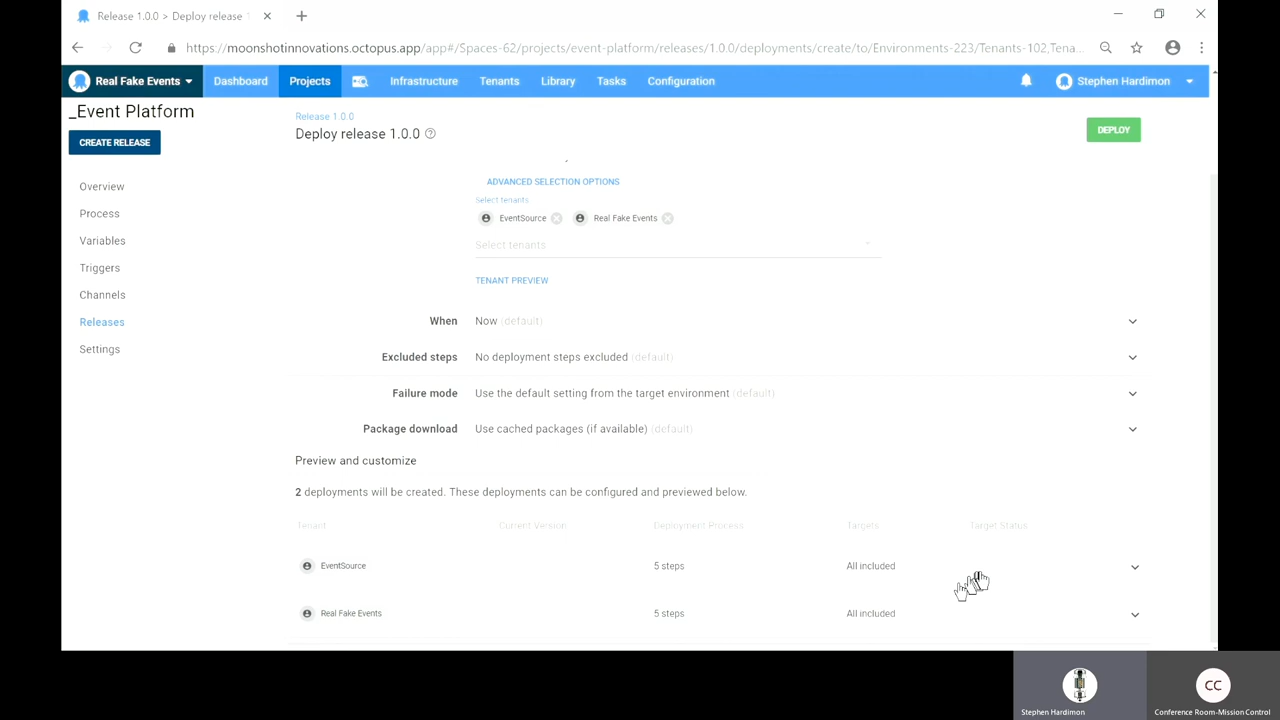 Release 1.0.0 > Deploy release
https://moonshotinnovations.octopus.app/app#/Spaces-62/projects/event-platform/releases/1.0.0/deployments/create/to/Environments-223/Tenants-102,Tena...
Real Fake Events Dashboard Projects Infrastructure Tenants Library Tasks Configuration Stephen Hardimon
_Event Platform
CREATE RELEASE
Overview
Process
Variables
Triggers
Channels
Releases
Settings
Release 1.0.0
Deploy release 1.0.0
DEPLOY
ADVANCED SELECTION OPTIONS
Select tenants
EventSource Real Fake Events
Select tenants
TENANT PREVIEW
When Now (default)
Excluded steps No deployment steps excluded (default)
Failure mode Use the default setting from the target environment (default)
Package download Use cached packages (if available) (default)
Preview and customize
2 deployments will be created. These deployments can be configured and previewed below.
Tenant Current Version Deployment Process Targets Target Status
EventSource 5 steps All included
Real Fake Events 5 steps All included
CC
Stephen Hardimon Conference Room-Mission Control